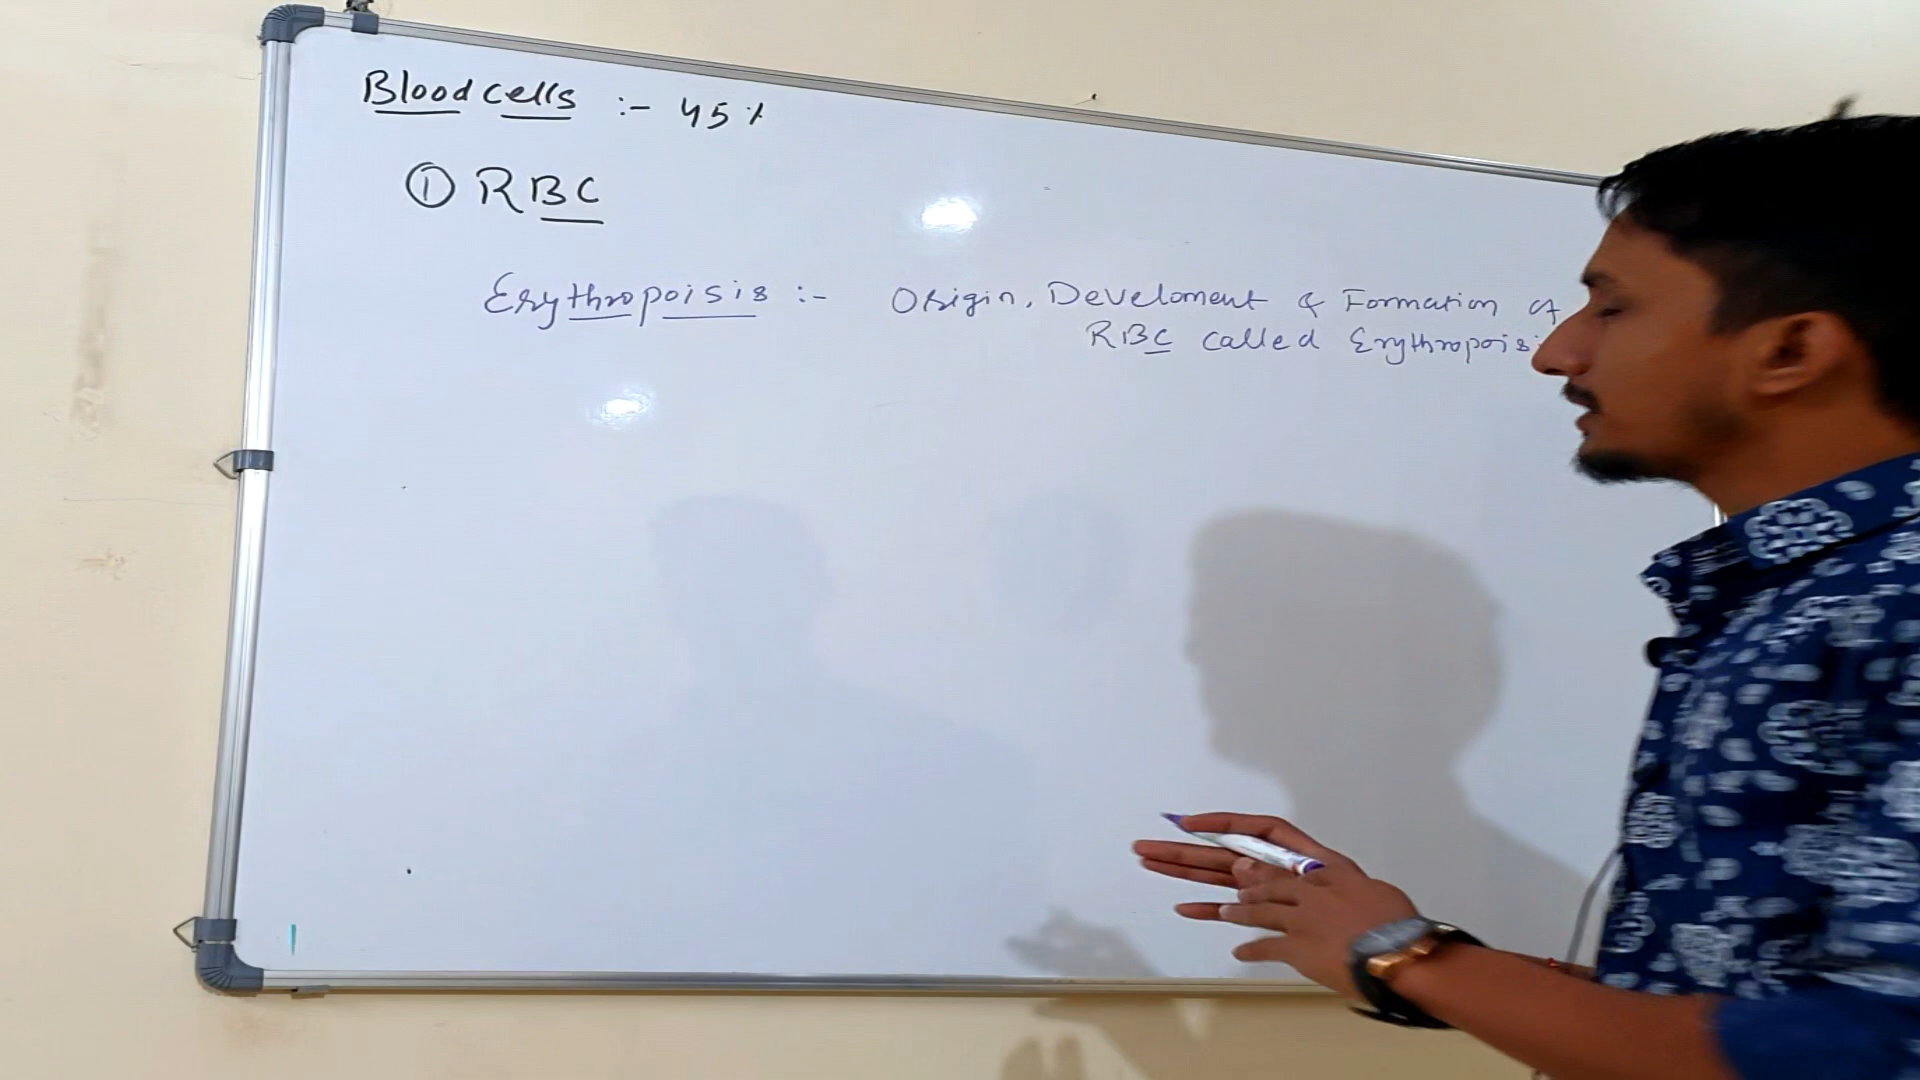 Blood cells :- 45%
① RBC
Erythropoisis :- Origin, Develoment & Formation of
RBC called Erythropoisi